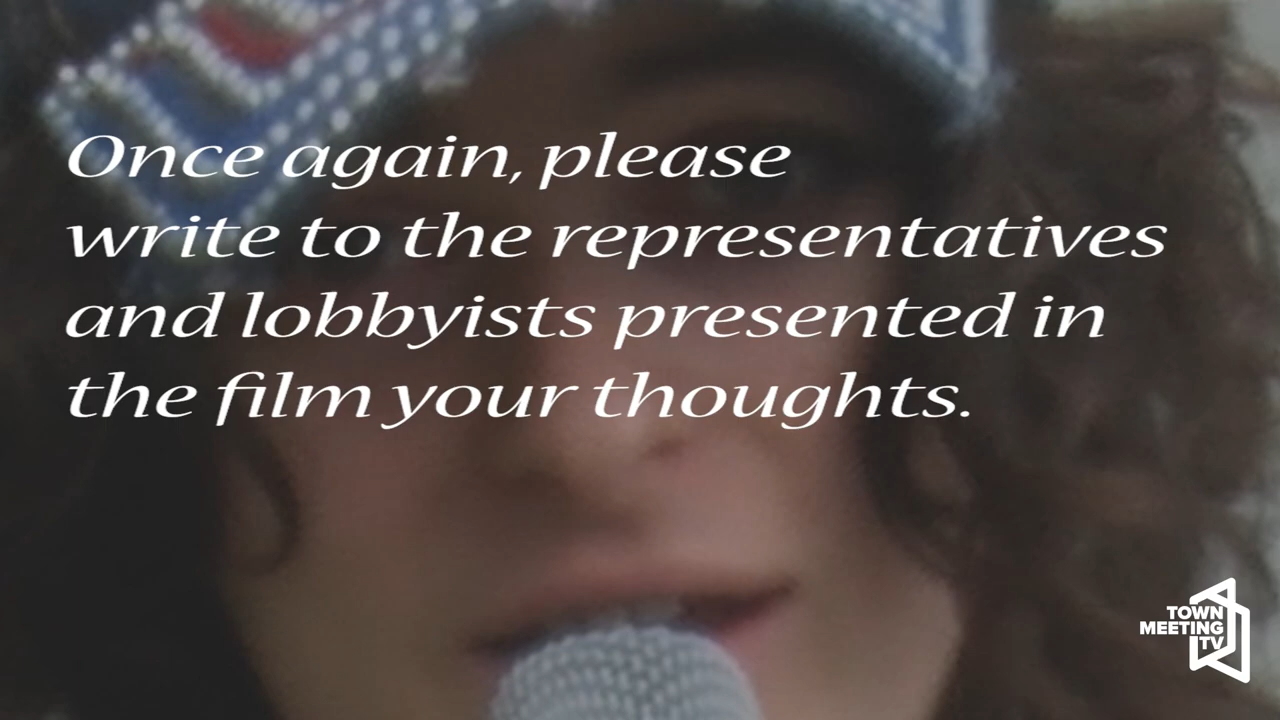 Once again, please
write to the representatives
and lobbyists presented in
the film your thoughts.
TOWN
MEETING
TV